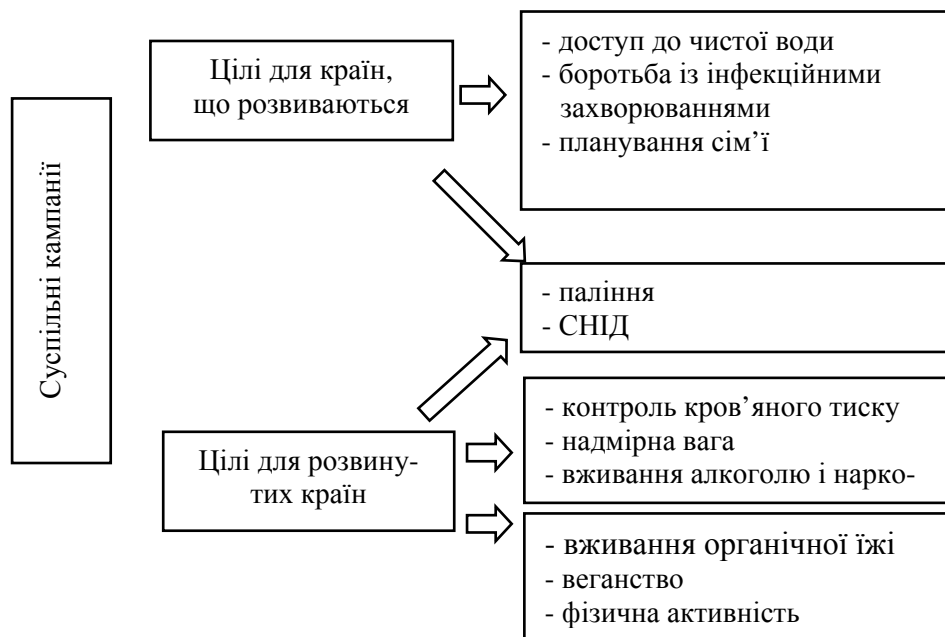 Суспільні кампанії
Цілі для країн,
що розвиваються
- доступ до чистої води
- боротьба із інфекційними
захворюваннями
- планування сім’ї
- паління
- СНІД
Цілі для розвину-
тих країн
- контроль кров’яного тиску
- надмірна вага
- вживання алкоголю і нарко-
- вживання органічної їжі
- веганство
- фізична активність